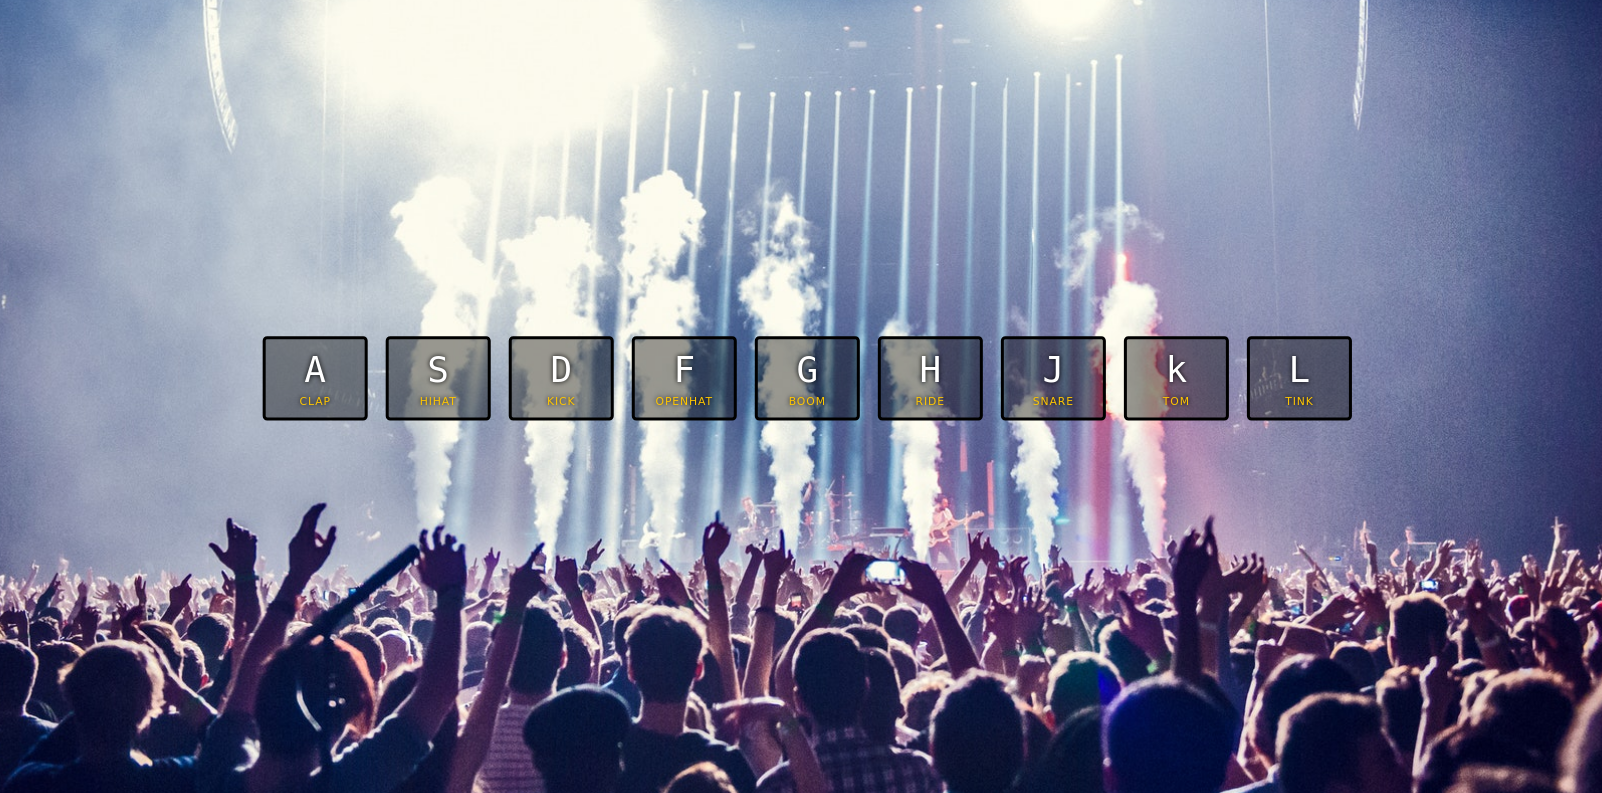 A S D F G H J k L
CLAP HIHAT KICK OPENHAT BOOM RIDE SNARE TOM TINK